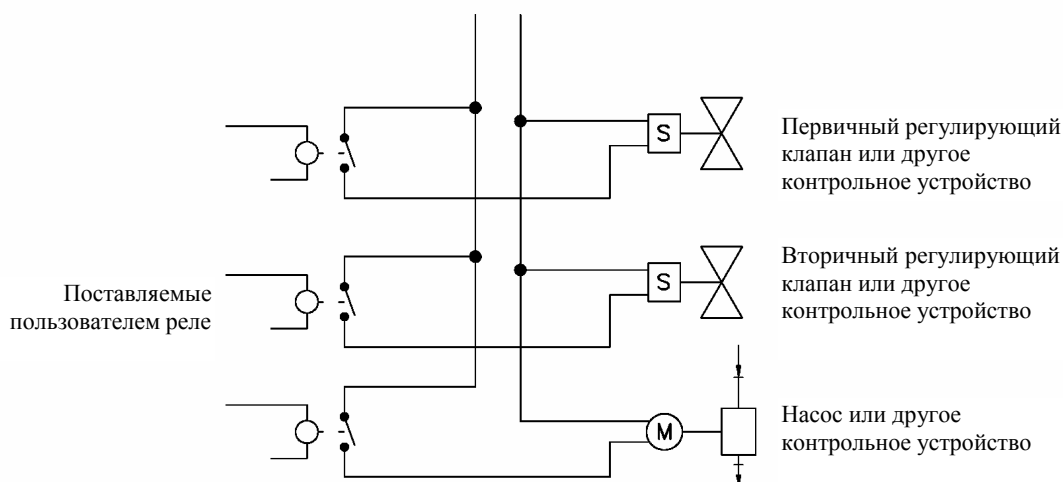 S
Первичный регулирующий
клапан или другое
контрольное устройство
S
Вторичный регулирующий
клапан или другое
контрольное устройство
Поставляемые
пользователем реле
M
Насос или другое
контрольное устройство